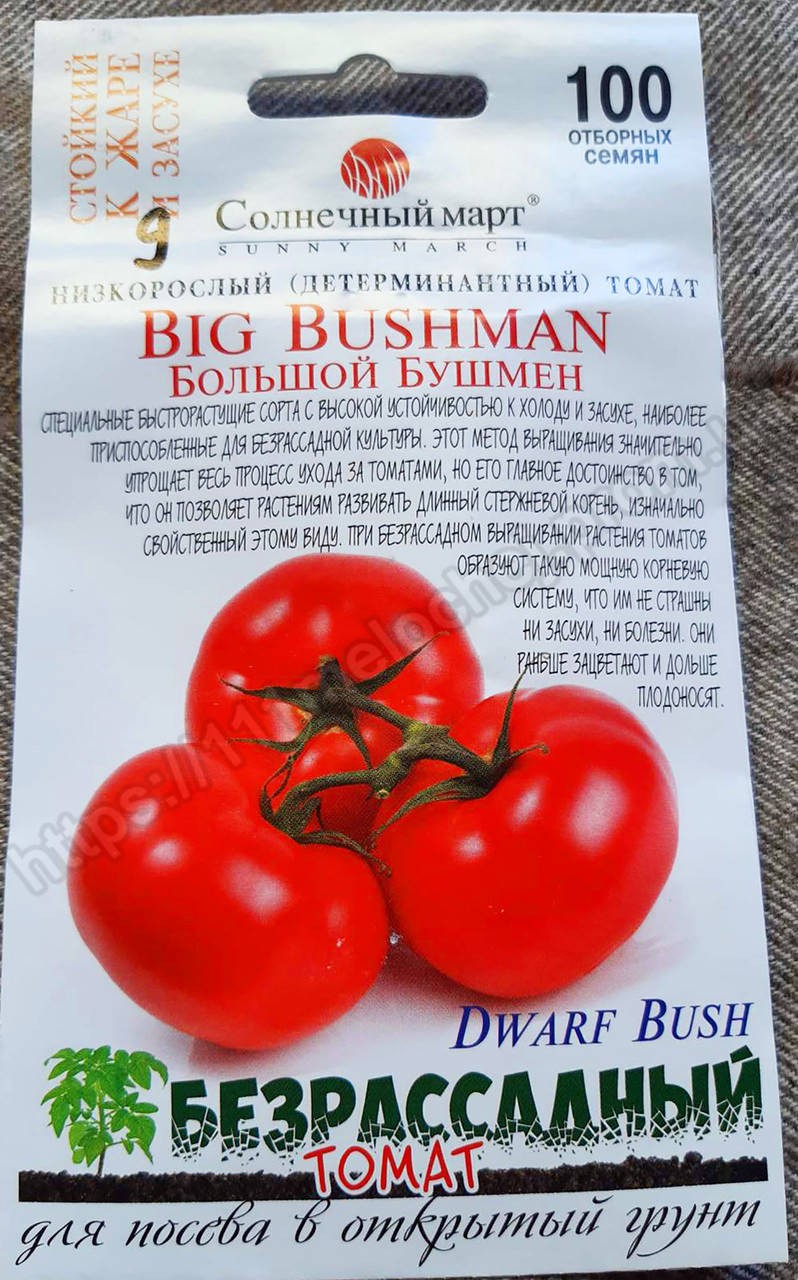 СТОЙКИЙ
К ЖАРЕ
И ЗАСУХЕ
100
ОТБОРНЫХ
СЕМЯН
9
Солнечный март®
SUNNY MARCH
НИЗКОРОСЛЫЙ (ДЕТЕРМИНАНТНЫЙ) ТОМАТ
BIG BUSHMAN
БОЛЬШОЙ БУШМЕН
СПЕЦИАЛЬНЫЕ БЫСТРОРАСТУЩИЕ СОРТА С ВЫСОКОЙ УСТОЙЧИВОСТЬЮ К ХОЛОДУ И ЗАСУХЕ, НАИБОЛЕЕ
ПРИСПОСОБЛЕННЫЕ ДЛЯ БЕЗРАССАДНОЙ КУЛЬТУРЫ. ЭТОТ МЕТОД ВЫРАЩИВАНИЯ ЗНАЧИТЕЛЬНО
УПРОЩАЕТ ВЕСЬ ПРОЦЕСС УХОДА ЗА ТОМАТАМИ, НО ЕГО ГЛАВНОЕ ДОСТОИНСТВО В ТОМ,
ЧТО ОН ПОЗВОЛЯЕТ РАСТЕНИЯМ РАЗВИВАТЬ ДЛИННЫЙ СТЕРЖНЕВОЙ КОРЕНЬ, ИЗНАЧАЛЬНО
СВОЙСТВЕННЫЙ ЭТОМУ ВИДУ. ПРИ БЕЗРАССАДНОМ ВЫРАЩИВАНИИ РАСТЕНИЯ ТОМАТОВ
ОБРАЗУЮТ ТАКУЮ МОЩНУЮ КОРНЕВУЮ
СИСТЕМУ, ЧТО ИМ НЕ СТРАШНЫ
НИ ЗАСУХИ, НИ БОЛЕЗНИ. ОНИ
РАНЬШЕ ЗАЦВЕТАЮТ И ДОЛЬШЕ
ПЛОДОНОСЯТ.
DWARF BUSH
БЕЗРАССАДНЫЙ
ТОМАТ
для посева в открытый грунт